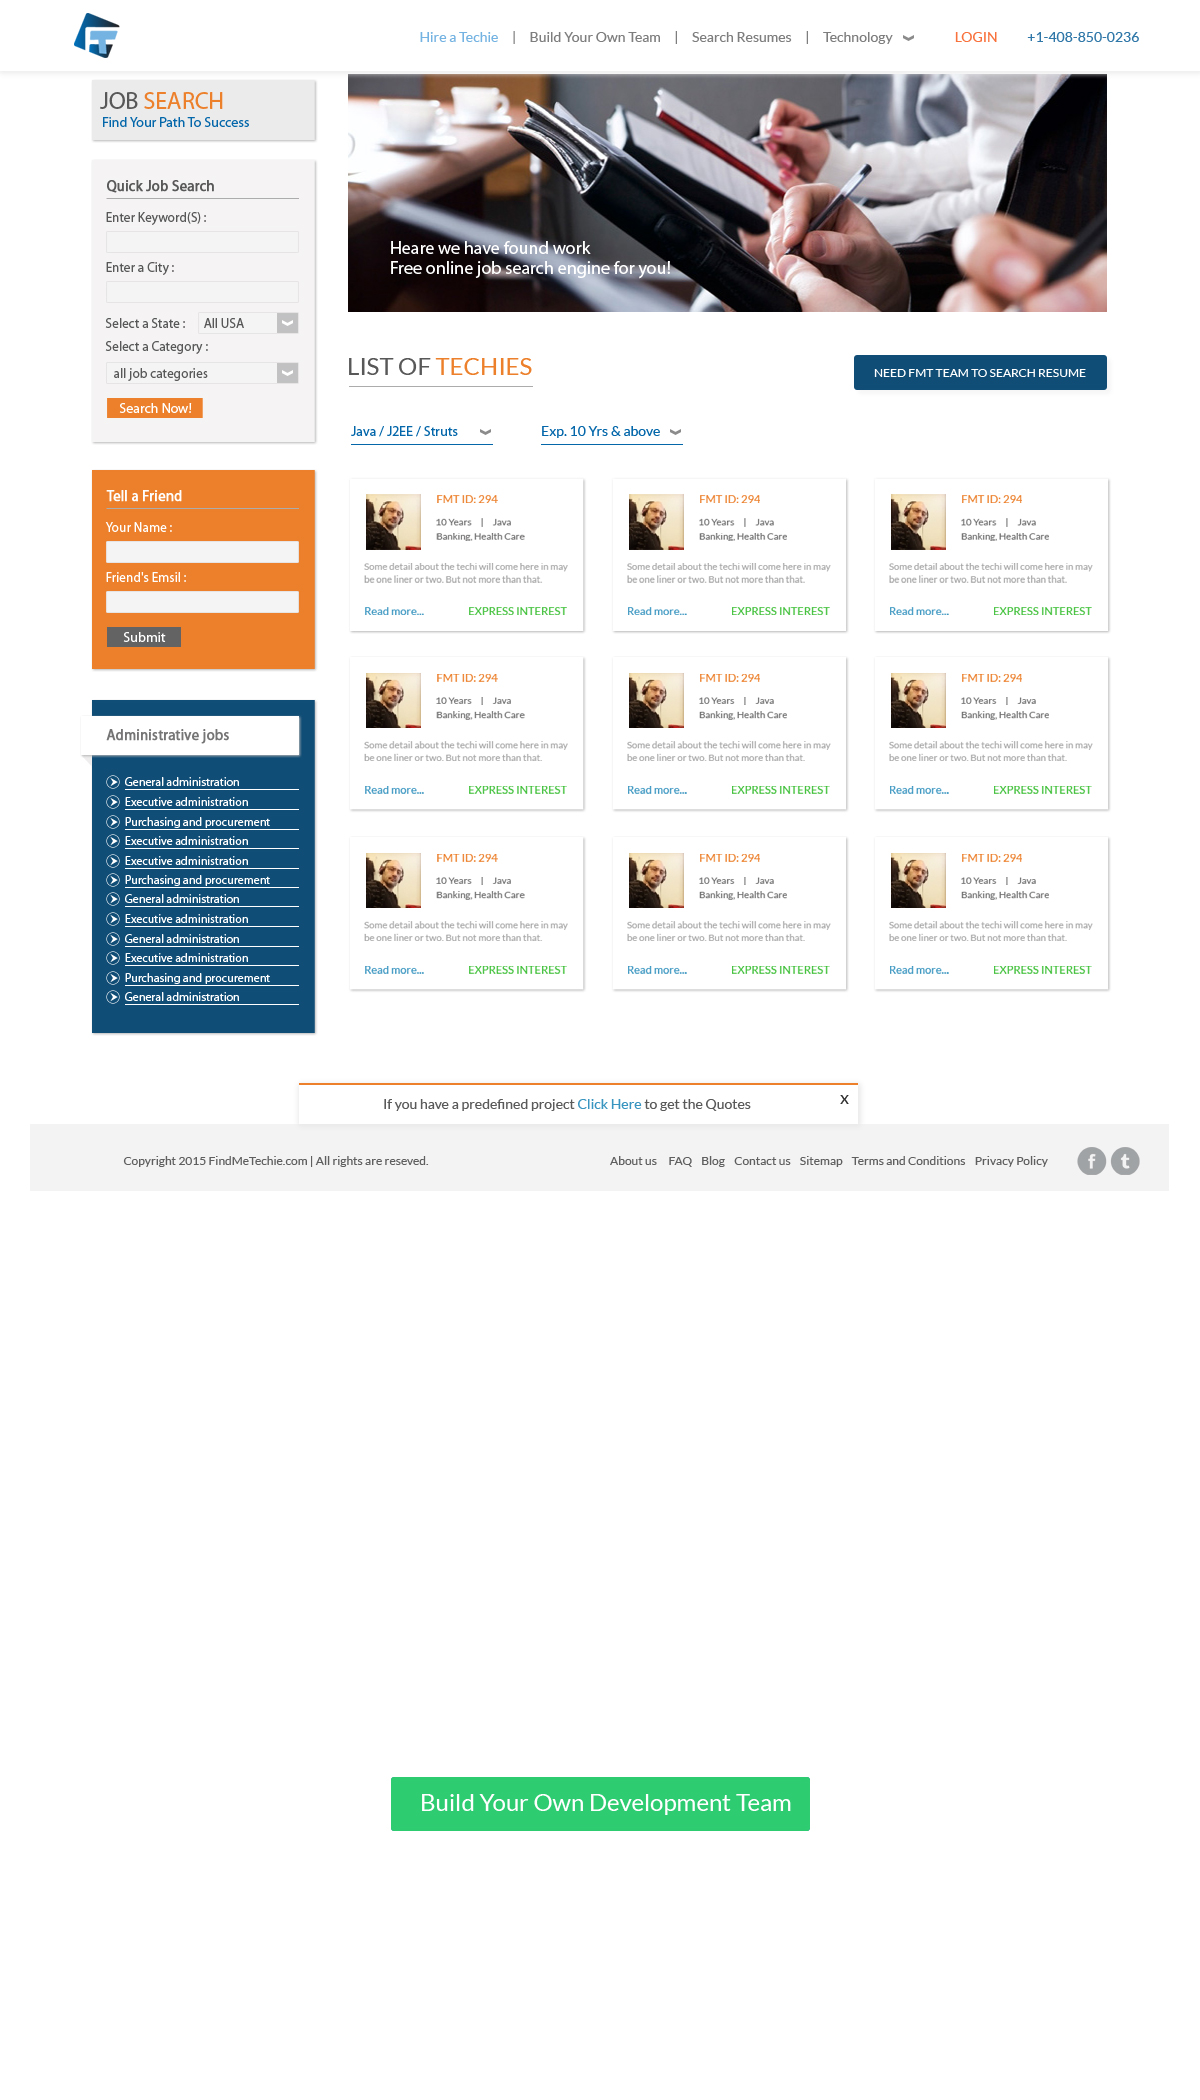 Hire a Techie | Build Your Own Team | Search Resumes | Technology LOGIN +1-408-850-0236
JOB SEARCH
Find Your Path To Success
Quick Job Search
Enter Keyword(S) :
Enter a City :
Select a State : All USA
Select a Category :
all job categories
Search Now!
Tell a Friend
Your Name :
Friend's Emsil :
Submit
Administrative jobs
General administration
Executive administration
Purchasing and procurement
Executive administration
Executive administration
Purchasing and procurement
General administration
Executive administration
General administration
Executive administration
Purchasing and procurement
General administration
Heare we have found work
Free online job search engine for you!
LIST OF TECHIES
NEED FMT TEAM TO SEARCH RESUME
Java / J2EE / Struts
Exp. 10 Yrs & above
FMT ID: 294
10 Years | Java
Banking, Health Care
Some detail about the techi will come here in may
be one liner or two. But not more than that.
Read more... EXPRESS INTEREST
FMT ID: 294
10 Years | Java
Banking, Health Care
Some detail about the techi will come here in may
be one liner or two. But not more than that.
Read more... EXPRESS INTEREST
FMT ID: 294
10 Years | Java
Banking, Health Care
Some detail about the techi will come here in may
be one liner or two. But not more than that.
Read more... EXPRESS INTEREST
FMT ID: 294
10 Years | Java
Banking, Health Care
Some detail about the techi will come here in may
be one liner or two. But not more than that.
Read more... EXPRESS INTEREST
FMT ID: 294
10 Years | Java
Banking, Health Care
Some detail about the techi will come here in may
be one liner or two. But not more than that.
Read more... EXPRESS INTEREST
FMT ID: 294
10 Years | Java
Banking, Health Care
Some detail about the techi will come here in may
be one liner or two. But not more than that.
Read more... EXPRESS INTEREST
FMT ID: 294
10 Years | Java
Banking, Health Care
Some detail about the techi will come here in may
be one liner or two. But not more than that.
Read more... EXPRESS INTEREST
FMT ID: 294
10 Years | Java
Banking, Health Care
Some detail about the techi will come here in may
be one liner or two. But not more than that.
Read more... EXPRESS INTEREST
FMT ID: 294
10 Years | Java
Banking, Health Care
Some detail about the techi will come here in may
be one liner or two. But not more than that.
Read more... EXPRESS INTEREST
If you have a predefined project Click Here to get the Quotes X
Copyright 2015 FindMeTechie.com | All rights are reseved.
About us FAQ Blog Contact us Sitemap Terms and Conditions Privacy Policy f t
Build Your Own Development Team